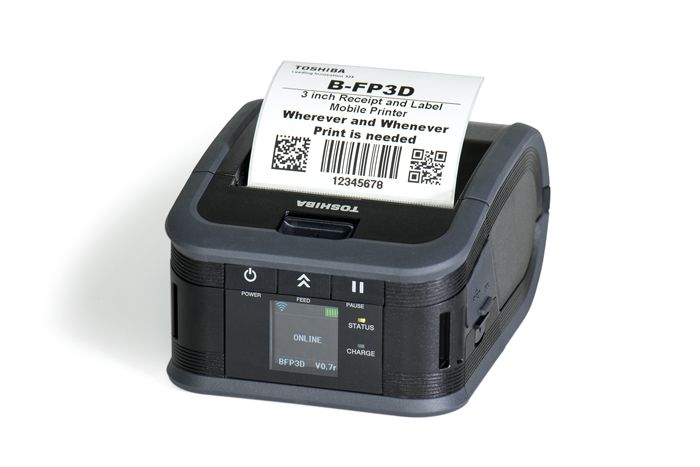 TOSHIBA
Leading Innovation >>>
B-FP3D
3 inch Receipt and Label
Mobile Printer
Wherever and Whenever
Print is needed
12345678
TOSHIBA
POWER
FEED
PAUSE
STATUS
ONLINE
CHARGE
BFP3D V0.7r